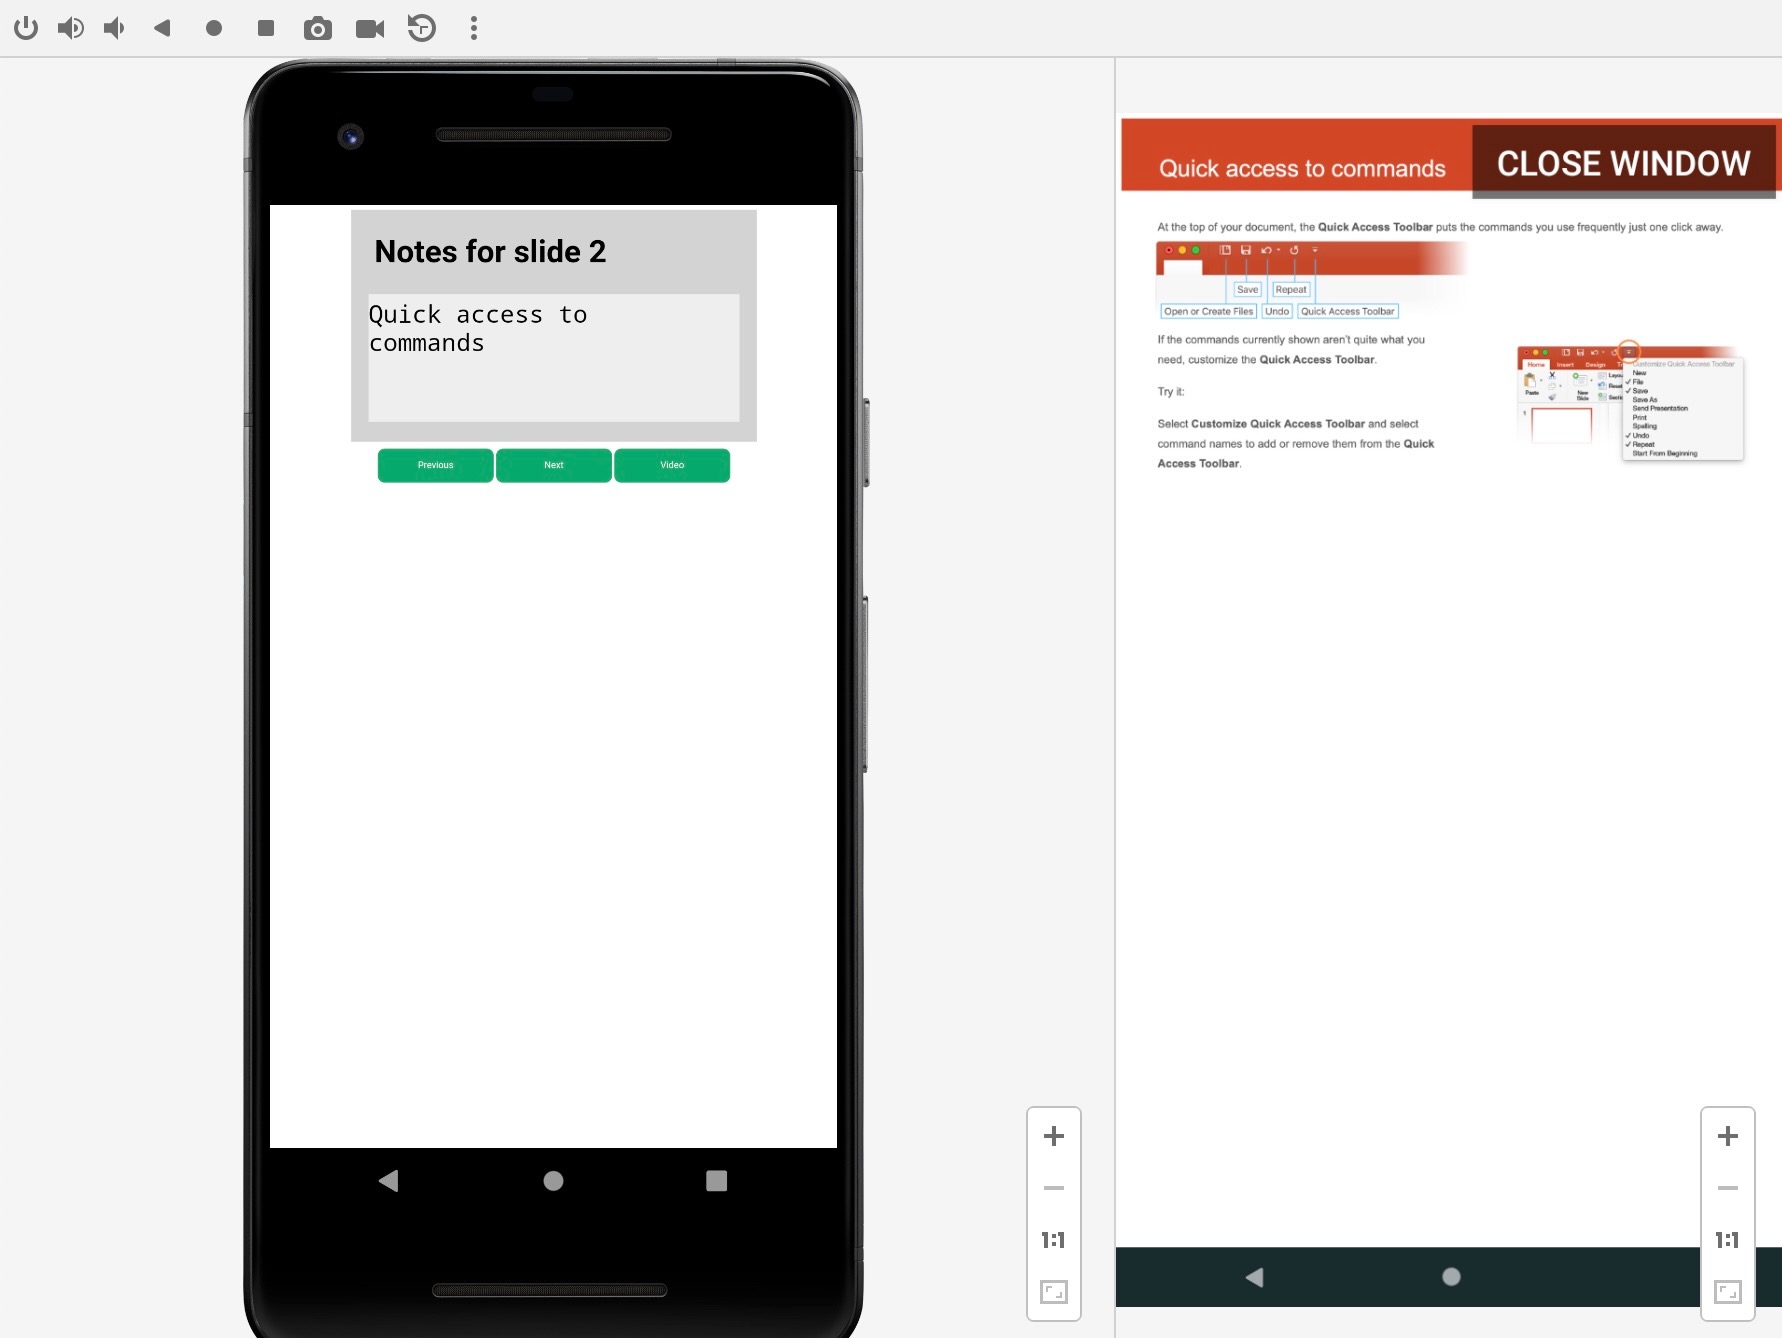 Notes for slide 2
Quick access to
commands
Previous
Next
Video
Quick access to commands
CLOSE WINDOW
At the top of your document, the Quick Access Toolbar puts the commands you use frequently just one click away.
Save
Repeat
Open or Create Files
Undo
Quick Access Toolbar
If the commands currently shown aren't quite what you
need, customize the Quick Access Toolbar.
Try it:
Select Customize Quick Access Toolbar and select
command names to add or remove them from the Quick
Access Toolbar.
Home
Insert
Design
Customize Quick Access Toolbar
New
File
Save
Save As
Send Presentation
Print
Spelling
Undo
Repeat
Start From Beginning
Paste
New
Slide
1
1:1
1:1